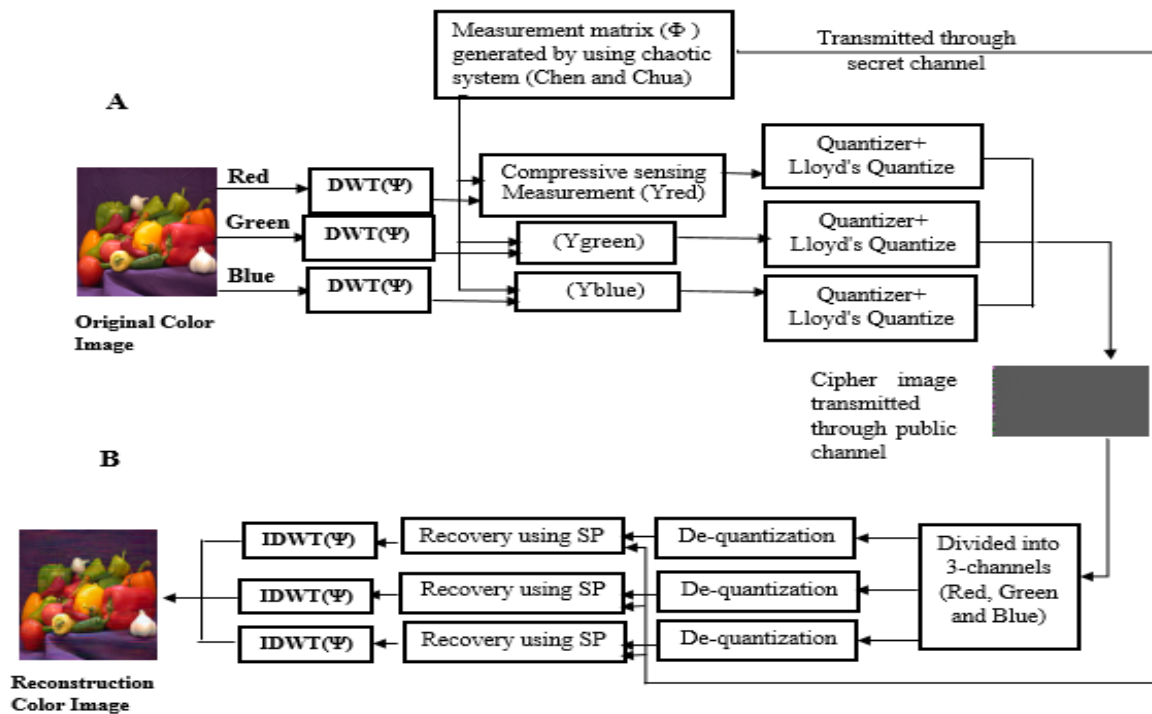 Measurement matrix (Φ )
generated by using chaotic
system (Chen and Chua)
Transmitted through
secret channel
A
Red
Green
Blue
Original Color
Image
DWT(Ψ)
DWT(Ψ)
DWT(Ψ)
Compressive sensing
Measurement (Yred)
(Ygreen)
(Yblue)
Quantizer+
Lloyd's Quantize
Quantizer+
Lloyd's Quantize
Quantizer+
Lloyd's Quantize
Cipher image
transmitted
through public
channel
B
IDWT(Ψ)
Recovery using SP
De-quantization
IDWT(Ψ)
Recovery using SP
De-quantization
IDWT(Ψ)
Recovery using SP
De-quantization
Divided into
3-channels
(Red, Green
and Blue)
Reconstruction
Color Image